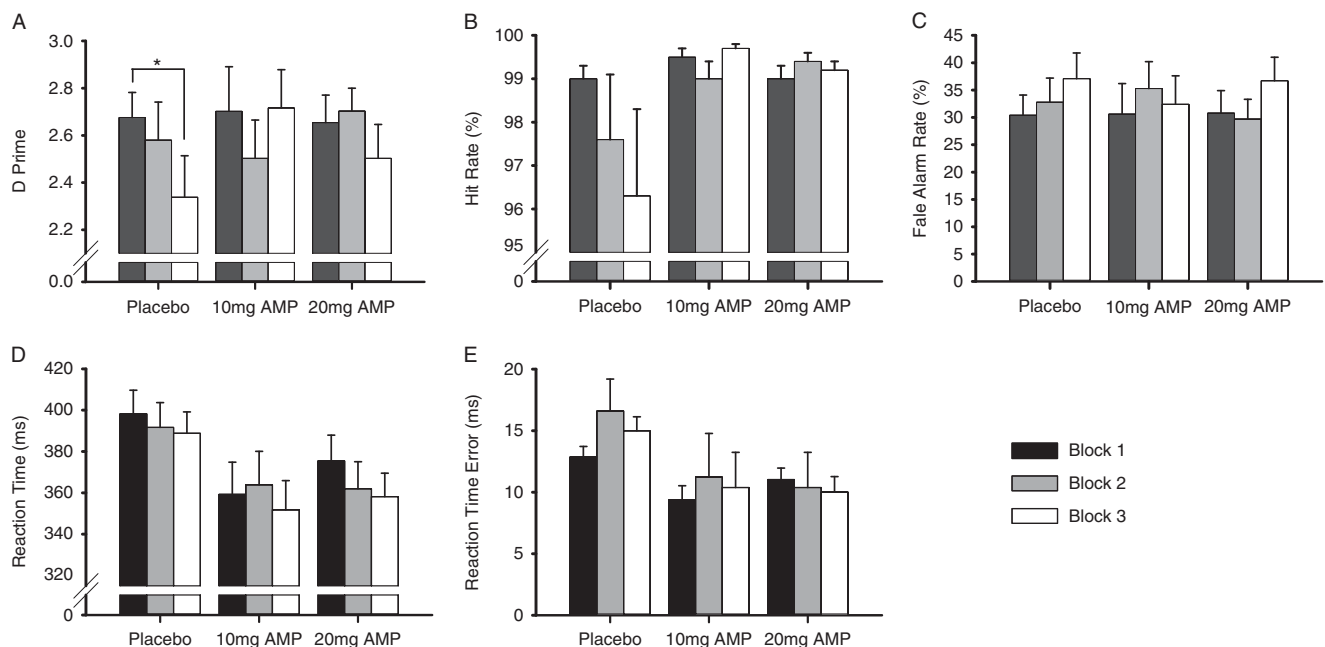 A
3.0
2.8
2.6
2.4
2.2
0.0
D Prime
*
Placebo 10mg AMP 20mg AMP
B
100
99
98
97
96
95
0
Hit Rate (%)
Placebo 10mg AMP 20mg AMP
C
45
40
35
30
25
20
15
10
5
0
Fale Alarm Rate (%)
Placebo 10mg AMP 20mg AMP
D
420
400
380
360
340
320
0
Reaction Time (ms)
Placebo 10mg AMP 20mg AMP
E
20
15
10
5
0
Reaction Time Error (ms)
Placebo 10mg AMP 20mg AMP
Block 1
Block 2
Block 3